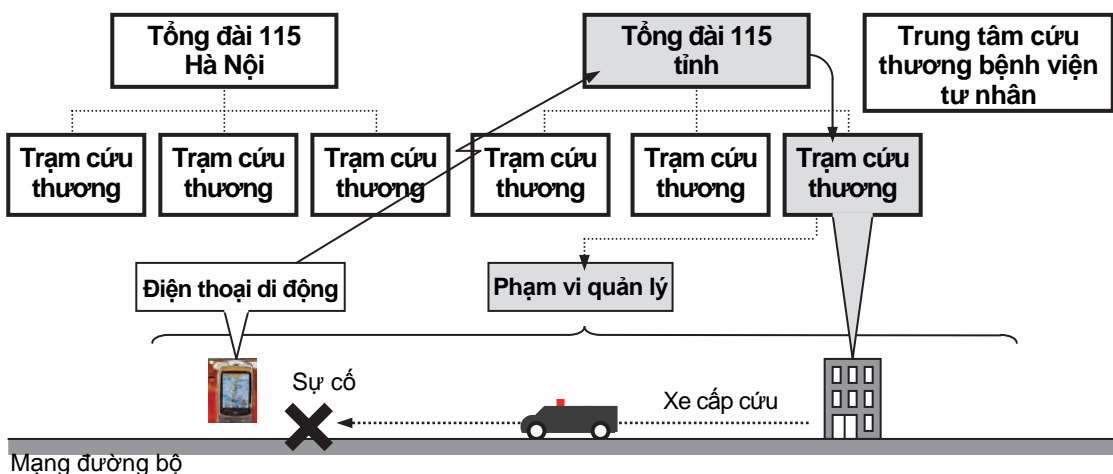 Tổng đài 115
Hà Nội
Tổng đài 115
tỉnh
Trung tâm cứu
thương bệnh viện
tư nhân
Trạm cứu
thương
Trạm cứu
thương
Trạm cứu
thương
Trạm cứu
thương
Trạm cứu
thương
Trạm cứu
thương
Điện thoại di động
Phạm vi quản lý
Sự cố
Xe cấp cứu
Mạng đường bộ